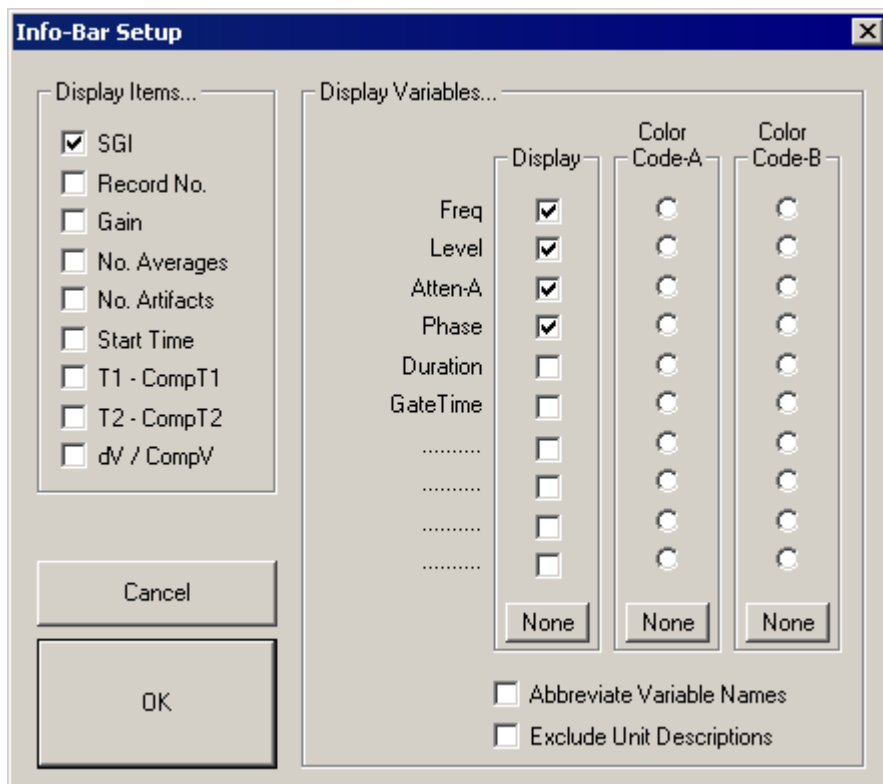 Info-Bar Setup
Display Items...
SGI
Record No.
Gain
No. Averages
No. Artifacts
Start Time
T1 - CompT1
T2 - CompT2
dV / CompV
Cancel
OK
Display Variables...
Display
Color
Code-A
Color
Code-B
Freq
Level
Atten-A
Phase
Duration
GateTime
..........
..........
..........
..........
None
None
None
Abbreviate Variable Names
Exclude Unit Descriptions